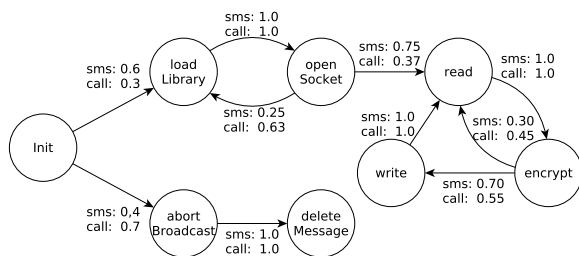 sms: 1.0
call: 1.0
load
Library
open
Socket
sms: 0.75
call: 0.37
read
sms: 1.0
call: 1.0
sms: 0.6
call: 0.3
sms: 0.25
call: 0.63
sms: 1.0
call: 1.0
sms: 0.30
call: 0.45
Init
write
encrypt
sms: 0.70
call: 0.55
sms: 0,4
call: 0.7
abort
Broadcast
delete
Message
sms: 1.0
call: 1.0